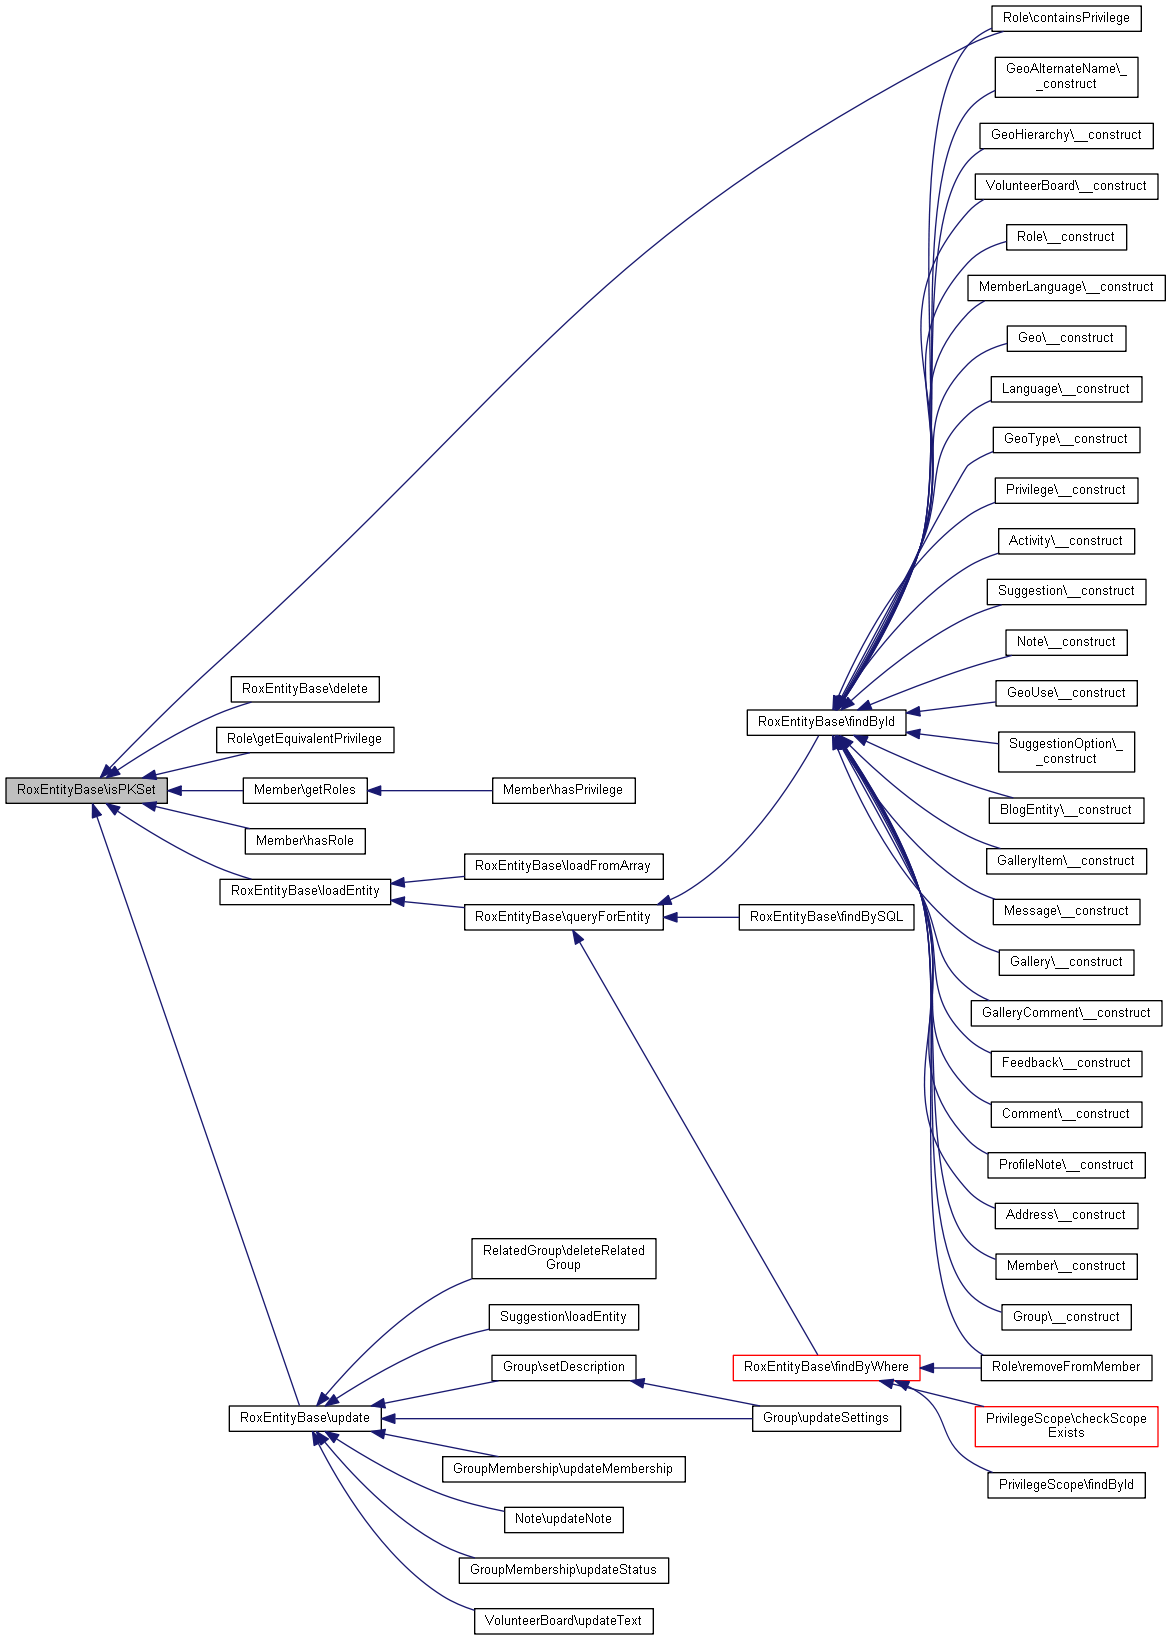 Role\containsPrivilege
GeoAlternateName\_
_construct
GeoHierarchy\__construct
VolunteerBoard\__construct
Role\__construct
MemberLanguage\__construct
Geo\__construct
Language\__construct
GeoType\__construct
Privilege\__construct
Activity\__construct
Suggestion\__construct
Note\__construct
RoxEntityBase\delete
GeoUse\__construct
RoxEntityBase\findById
Role\getEquivalentPrivilege
SuggestionOption\_
_construct
RoxEntityBase\isPKSet
Member\getRoles
Member\hasPrivilege
BlogEntity\__construct
Member\hasRole
GalleryItem\__construct
RoxEntityBase\loadFromArray
RoxEntityBase\loadEntity
Message\__construct
RoxEntityBase\queryForEntity
RoxEntityBase\findBySQL
Gallery\__construct
GalleryComment\__construct
Feedback\__construct
Comment\__construct
ProfileNote\__construct
Address\__construct
RelatedGroup\deleteRelated
Group
Member\__construct
Suggestion\loadEntity
Group\__construct
Group\setDescription
RoxEntityBase\findByWhere
Role\removeFromMember
RoxEntityBase\update
Group\updateSettings
PrivilegeScope\checkScope
Exists
GroupMembership\updateMembership
PrivilegeScope\findById
Note\updateNote
GroupMembership\updateStatus
VolunteerBoard\updateText